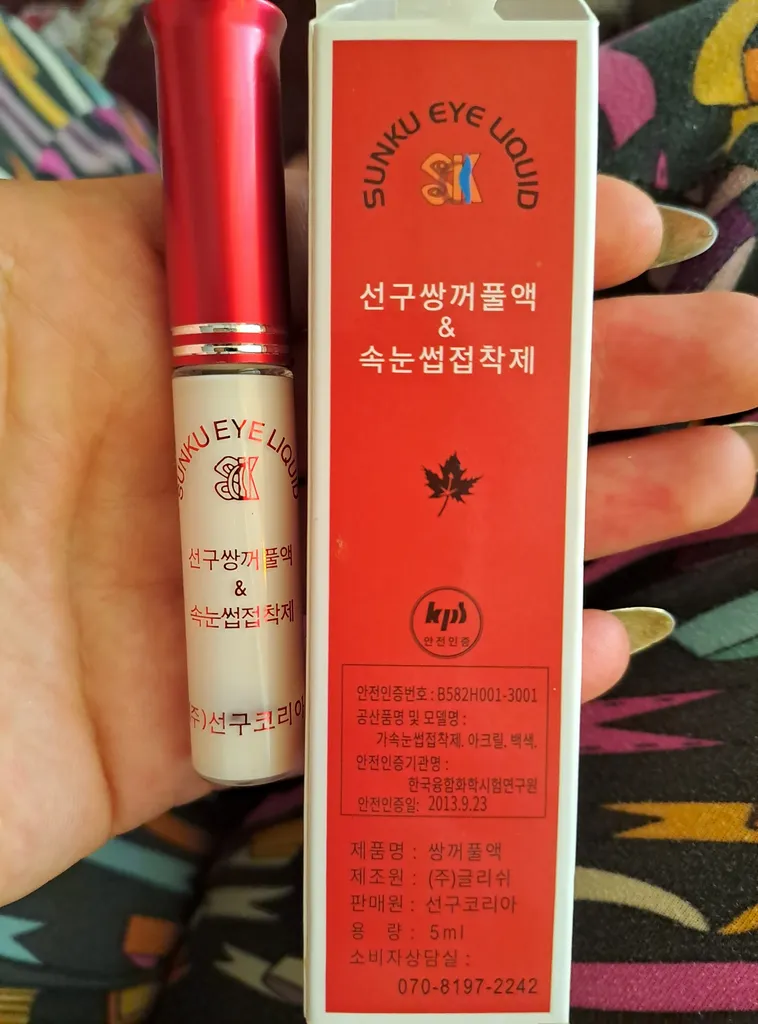 SUNKU EYE LIQUID
SK
선구쌍꺼풀액
&
속눈썹접착제
(주)선구코리아
SUNKU EYE LIQUID
SK
선구쌍꺼풀액
&
속눈썹접착제
kps
안전인증
안전인증번호 : B582H001-3001
공산품명 및 모델명 :
가속눈썹접착제. 아크릴. 백색.
안전인증기관명 :
한국융합화학시험연구원
안전인증일: 2013.9.23
제품명 : 쌍꺼풀액
제조원 : (주)글리쉬
판매원 : 선구코리아
용 량 : 5ml
소비자상담실 :
070-8197-2242